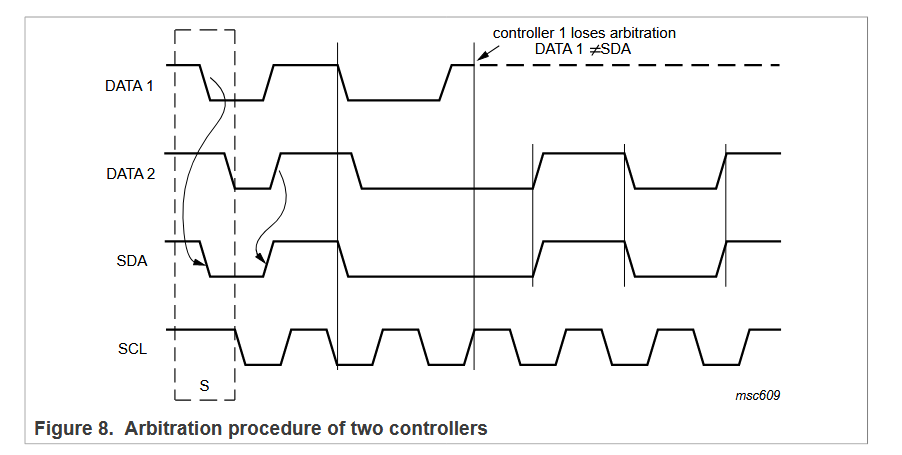 controller 1 loses arbitration
DATA 1 ≠SDA
DATA 1
DATA 2
SDA
SCL
S
msc609
Figure 8. Arbitration procedure of two controllers